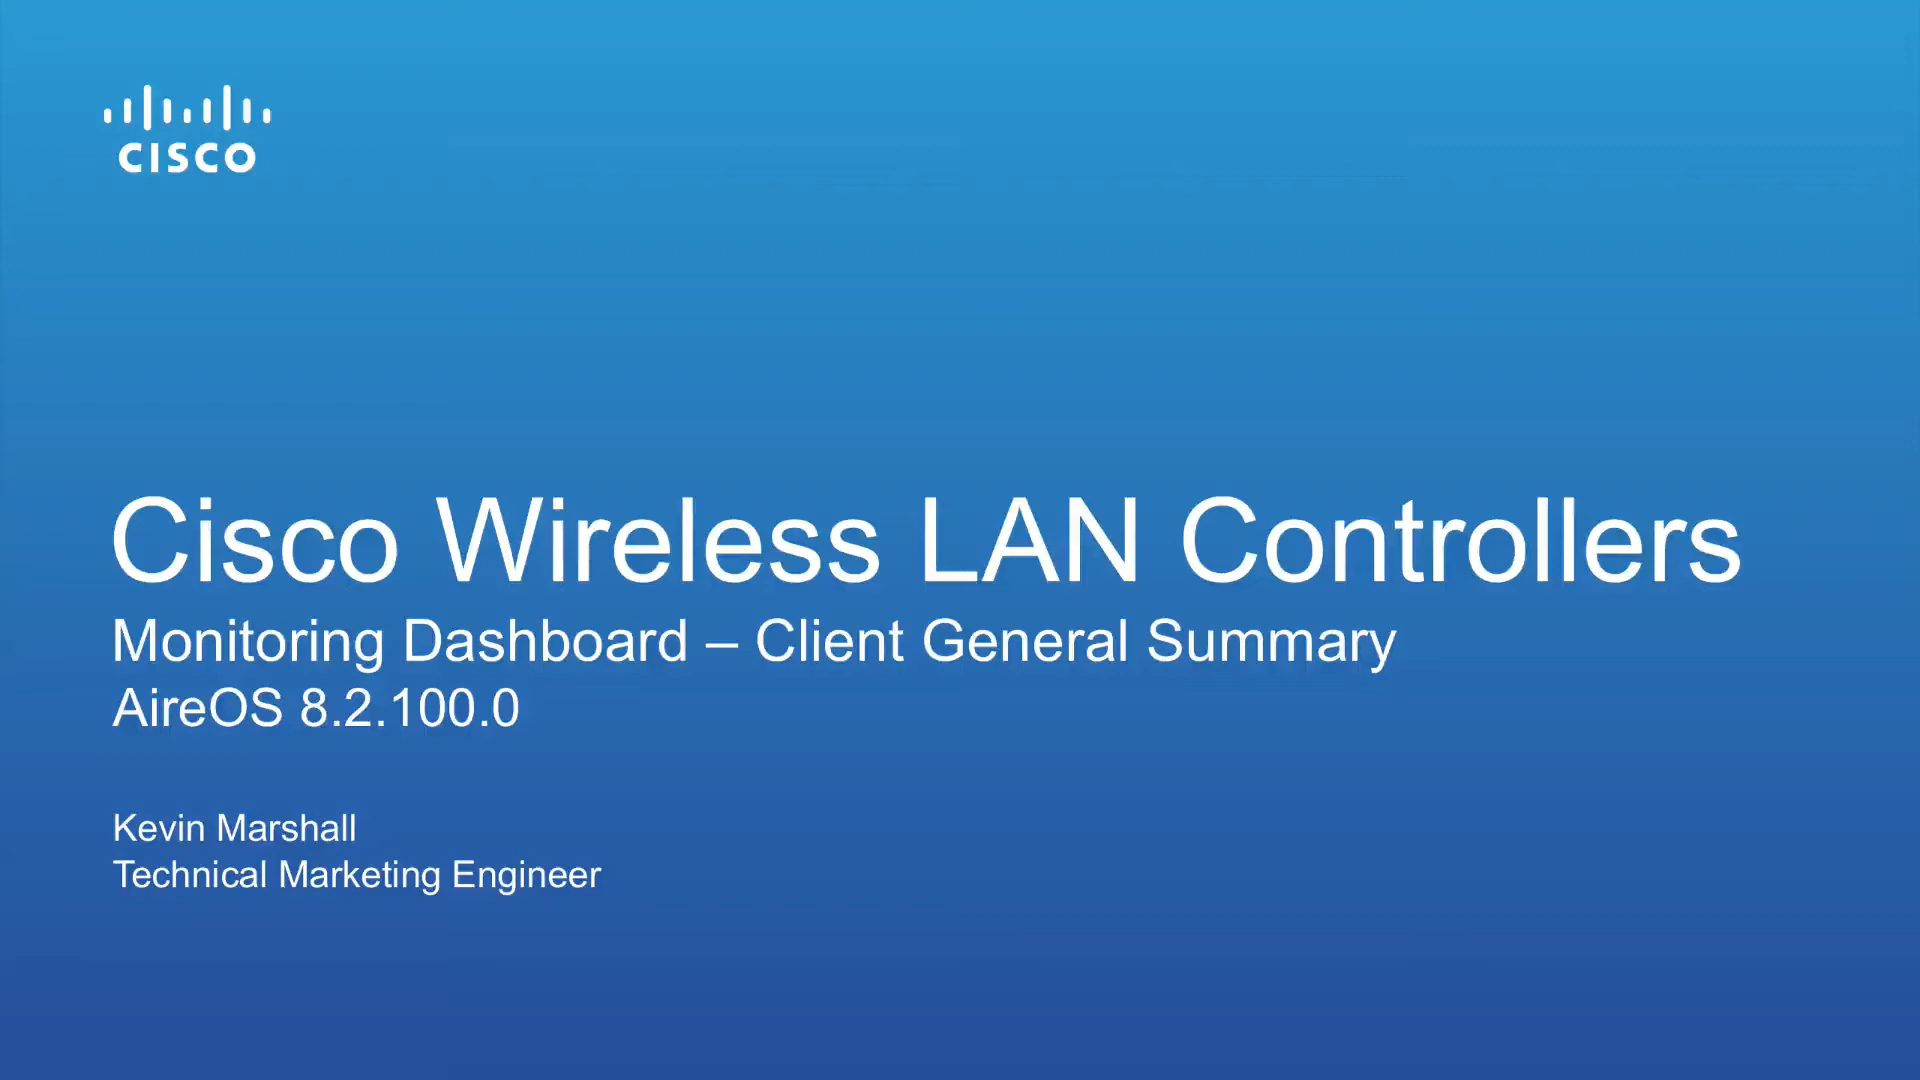 CISCO
Cisco Wireless LAN Controllers
Monitoring Dashboard – Client General Summary
AireOS 8.2.100.0
Kevin Marshall
Technical Marketing Engineer